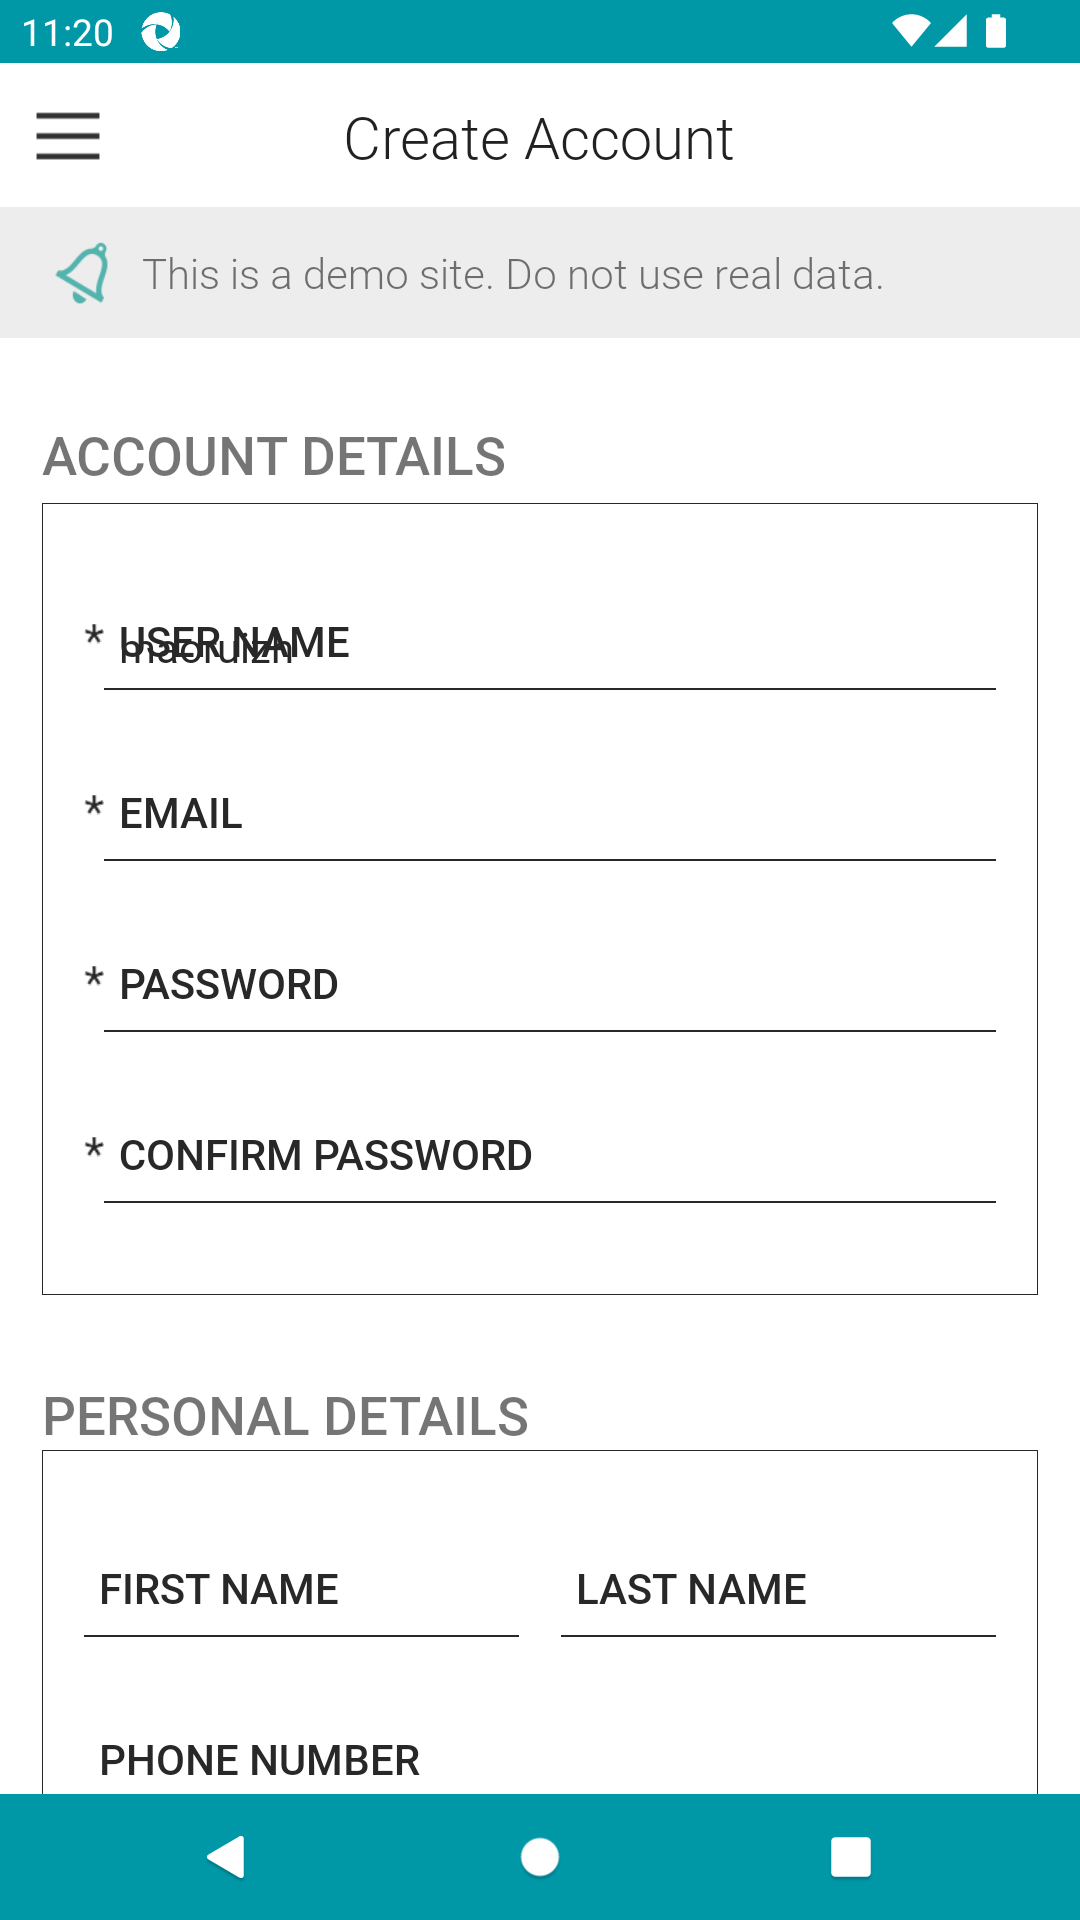 11:20
Create Account
This is a demo site. Do not use real data.
ACCOUNT DETAILS
* USER NAME
maoruizh
* EMAIL
* PASSWORD
* CONFIRM PASSWORD
PERSONAL DETAILS
FIRST NAME LAST NAME
PHONE NUMBER